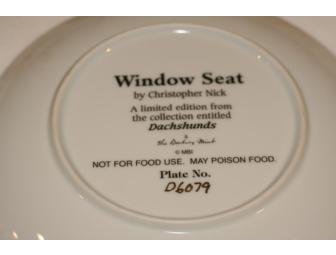 Window Seat
by Christopher Nick
A limited edition from
the collection entitled
Dachshunds
the Danbury Mint
© MBI
NOT FOR FOOD USE. MAY POISON FOOD.
Plate No.
D6079